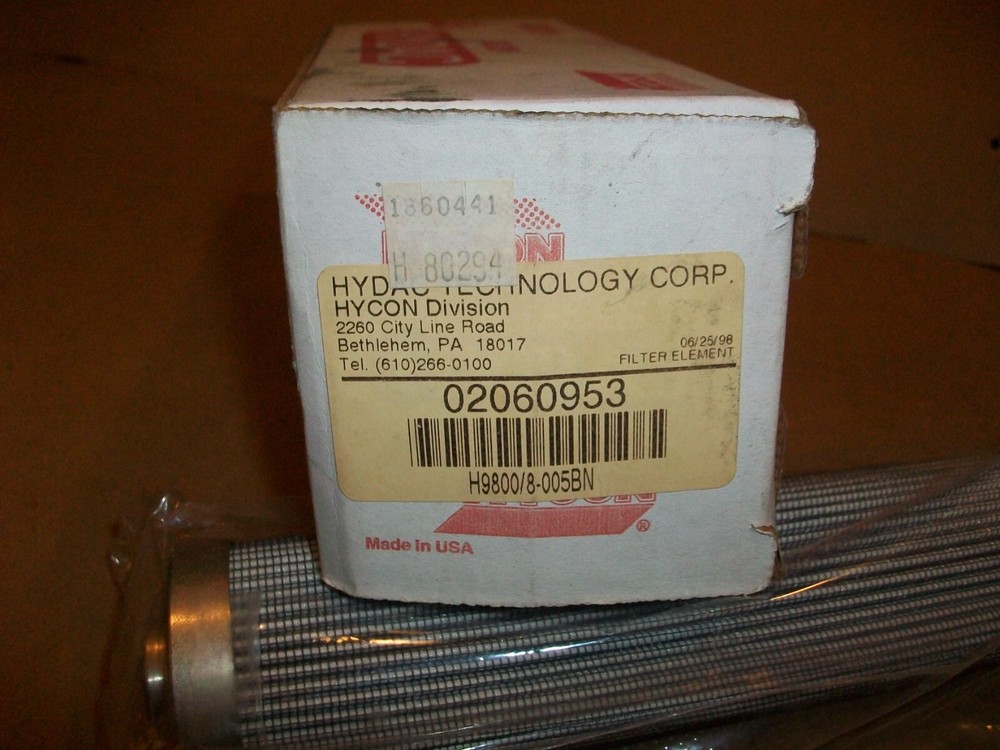 1860441
H 80294
HYDAC TECHNOLOGY CORP.
HYCON Division
2260 City Line Road
Bethlehem, PA 18017
Tel. (610)266-0100
06/25/98
FILTER ELEMENT
02060953
H9800/8-005BN
HYCON
®
Made in USA